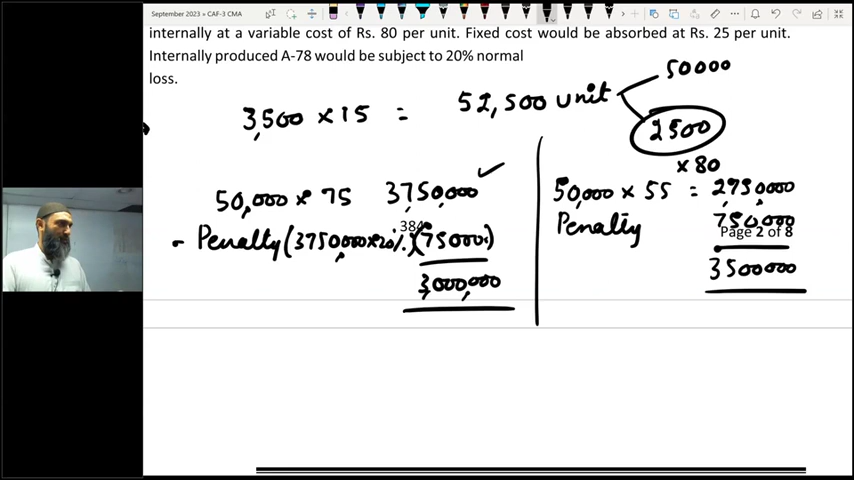 September 2023 » CAF-3 CMA
internally at a variable cost of Rs. 80 per unit. Fixed cost would be absorbed at Rs. 25 per unit.
Internally produced A-78 would be subject to 20% normal
loss.
3,500 × 15 = 52,500 unit
50000
2500
× 80
50,000 × 75 3750,000
- Penalty (3750,000 × 20%) (750000)
384
3,000,000
50,000 × 55 = 2750,000
Penalty 750,000
Page 2 of 8
3500000